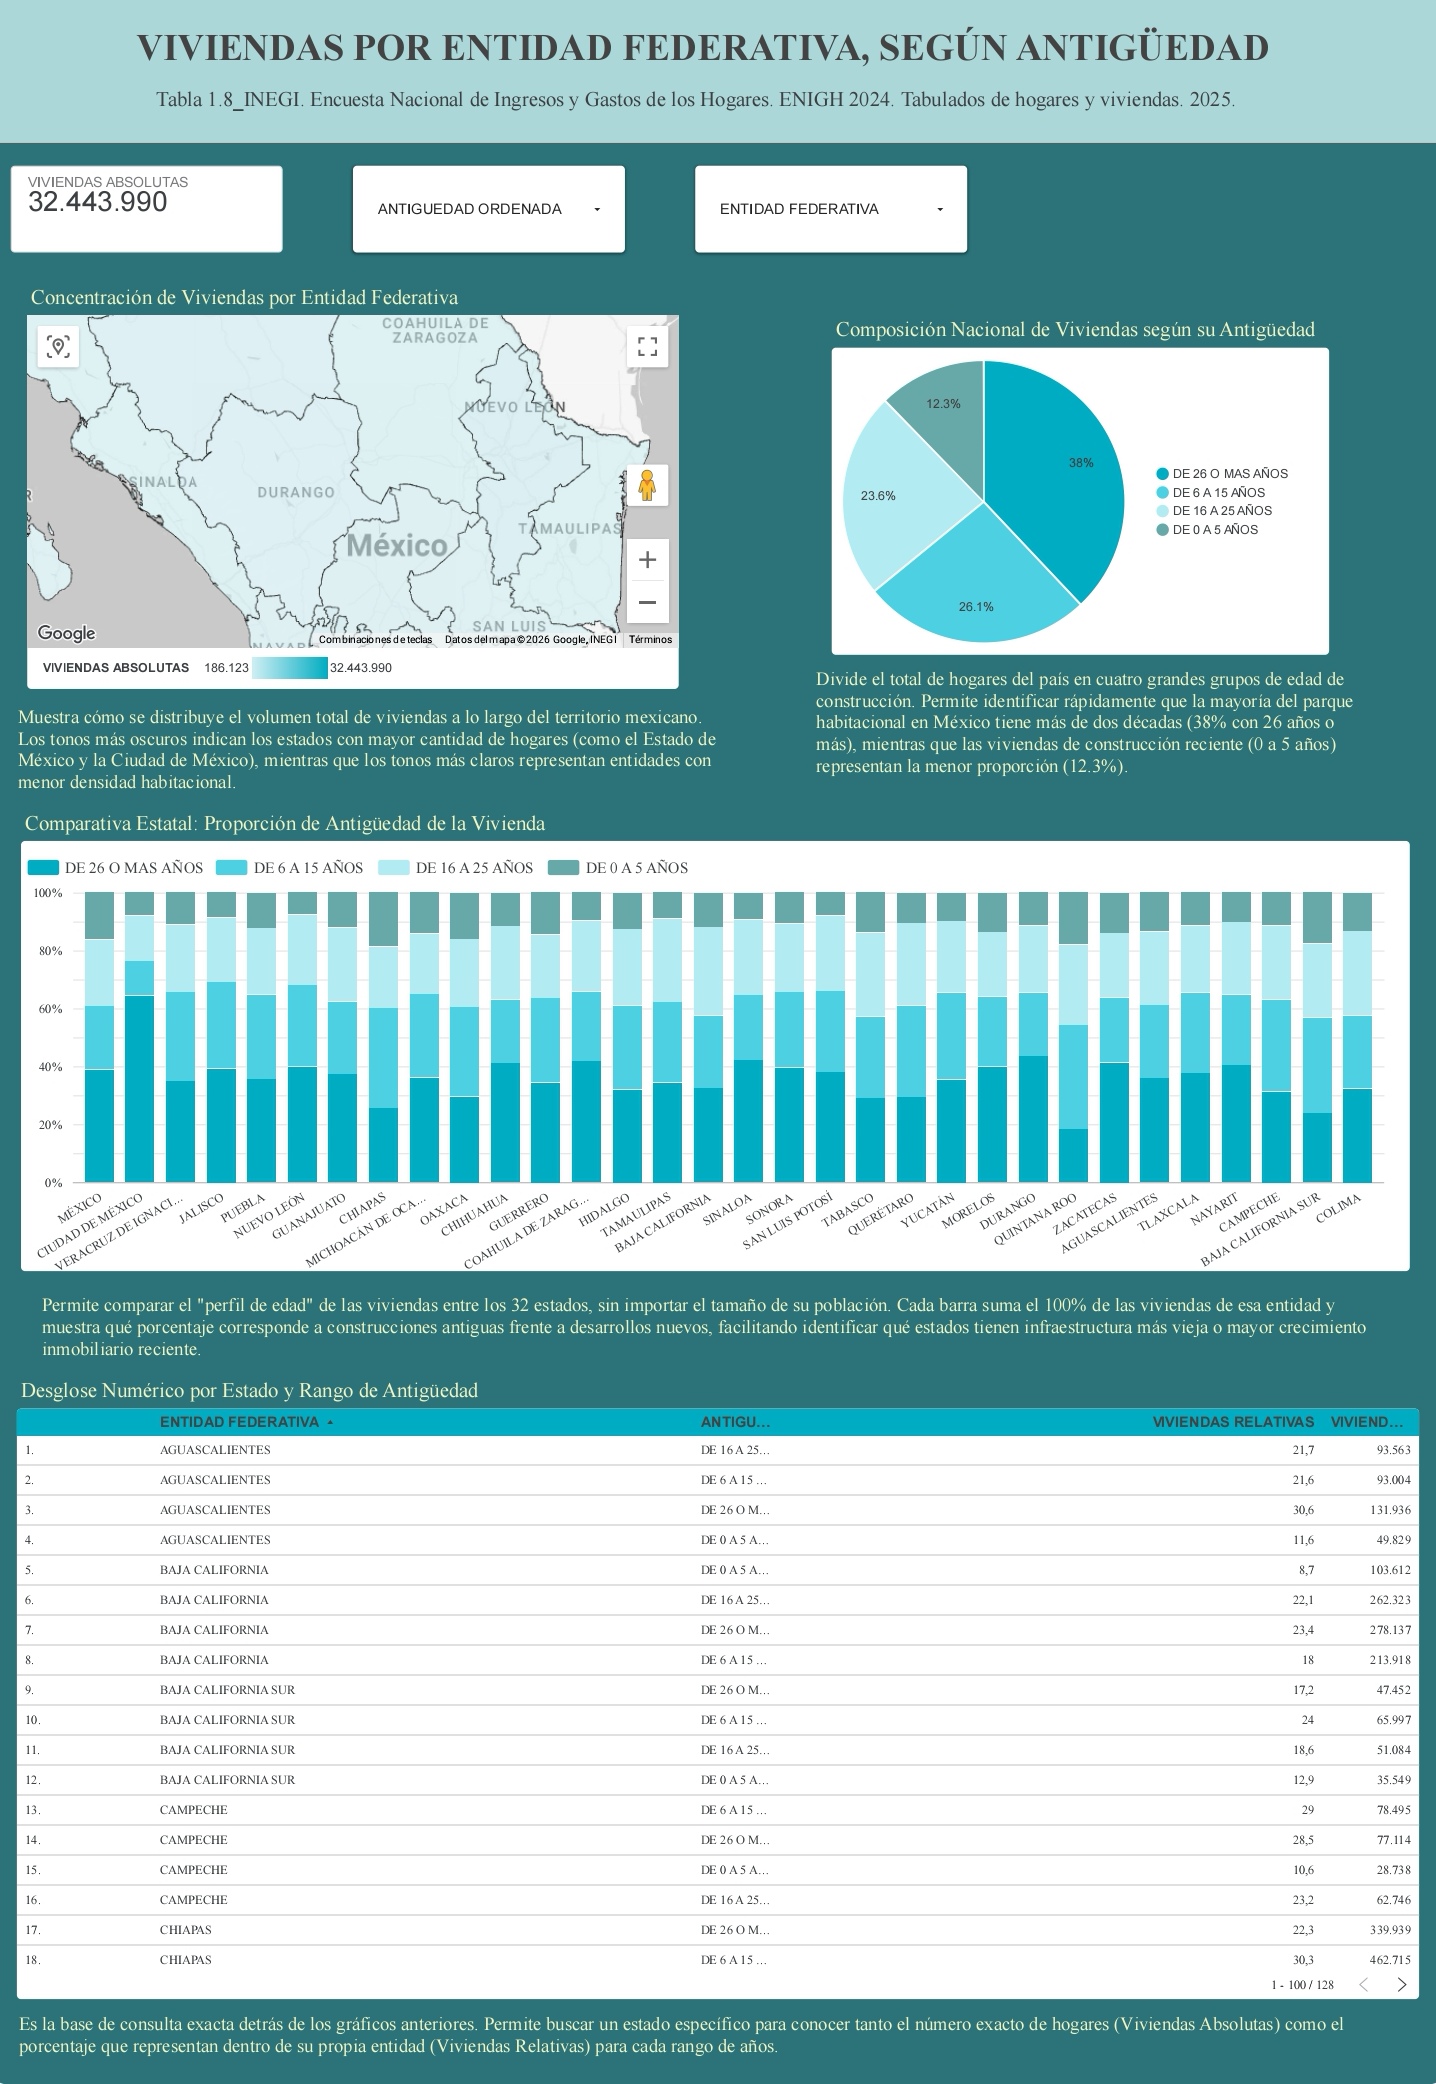 VIVIENDAS POR ENTIDAD FEDERATIVA, SEGÚN ANTIGÜEDAD
Tabla 1.8_INEGI. Encuesta Nacional de Ingresos y Gastos de los Hogares. ENIGH 2024. Tabulados de hogares y viviendas. 2025.
VIVIENDAS ABSOLUTAS
32.443.990
ANTIGUEDAD ORDENADA
ENTIDAD FEDERATIVA
Concentración de Viviendas por Entidad Federativa
COAHUILA DE
ZARAGOZA
NUEVO LEÓN
SINALOA
DURANGO
TAMAULIPAS
México
SAN LUIS
NAYAR
Google
Combinaciones de teclas
Datos del mapa ©2026 Google, INEGI
Términos
VIVIENDAS ABSOLUTAS 186.123 32.443.990
Muestra cómo se distribuye el volumen total de viviendas a lo largo del territorio mexicano.
Los tonos más oscuros indican los estados con mayor cantidad de hogares (como el Estado de
México y la Ciudad de México), mientras que los tonos más claros representan entidades con
menor densidad habitacional.
Composición Nacional de Viviendas según su Antigüedad
12.3%
38%
23.6%
26.1%
DE 26 O MAS AÑOS
DE 6 A 15 AÑOS
DE 16 A 25 AÑOS
DE 0 A 5 AÑOS
Divide el total de hogares del país en cuatro grandes grupos de edad de
construcción. Permite identificar rápidamente que la mayoría del parque
habitacional en México tiene más de dos décadas (38% con 26 años o
más), mientras que las viviendas de construcción reciente (0 a 5 años)
representan la menor proporción (12.3%).
Comparativa Estatal: Proporción de Antigüedad de la Vivienda
DE 26 O MAS AÑOS DE 6 A 15 AÑOS DE 16 A 25 AÑOS DE 0 A 5 AÑOS
100%
80%
60%
40%
20%
0%
MÉXICO
CIUDAD DE MÉXICO
VERACRUZ DE IGNACI...
JALISCO
PUEBLA
NUEVO LEÓN
GUANAJUATO
CHIAPAS
MICHOACÁN DE OCA...
OAXACA
CHIHUAHUA
GUERRERO
COAHUILA DE ZARAG...
HIDALGO
TAMAULIPAS
BAJA CALIFORNIA
SINALOA
SONORA
SAN LUIS POTOSÍ
TABASCO
QUERÉTARO
YUCATÁN
MORELOS
DURANGO
QUINTANA ROO
ZACATECAS
AGUASCALIENTES
TLAXCALA
NAYARIT
CAMPECHE
BAJA CALIFORNIA SUR
COLIMA
Permite comparar el "perfil de edad" de las viviendas entre los 32 estados, sin importar el tamaño de su población. Cada barra suma el 100% de las viviendas de esa entidad y
muestra qué porcentaje corresponde a construcciones antiguas frente a desarrollos nuevos, facilitando identificar qué estados tienen infraestructura más vieja o mayor crecimiento
inmobiliario reciente.
Desglose Numérico por Estado y Rango de Antigüedad
ENTIDAD FEDERATIVA ANTIGU... VIVIENDAS RELATIVAS VIVIEND...
1. AGUASCALIENTES DE 16 A 25... 21,7 93.563
2. AGUASCALIENTES DE 6 A 15 ... 21,6 93.004
3. AGUASCALIENTES DE 26 O M... 30,6 131.936
4. AGUASCALIENTES DE 0 A 5 A... 11,6 49.829
5. BAJA CALIFORNIA DE 0 A 5 A... 8,7 103.612
6. BAJA CALIFORNIA DE 16 A 25... 22,1 262.323
7. BAJA CALIFORNIA DE 26 O M... 23,4 278.137
8. BAJA CALIFORNIA DE 6 A 15 ... 18 213.918
9. BAJA CALIFORNIA SUR DE 26 O M... 17,2 47.452
10. BAJA CALIFORNIA SUR DE 6 A 15 ... 24 65.997
11. BAJA CALIFORNIA SUR DE 16 A 25... 18,6 51.084
12. BAJA CALIFORNIA SUR DE 0 A 5 A... 12,9 35.549
13. CAMPECHE DE 6 A 15 ... 29 78.495
14. CAMPECHE DE 26 O M... 28,5 77.114
15. CAMPECHE DE 0 A 5 A... 10,6 28.738
16. CAMPECHE DE 16 A 25... 23,2 62.746
17. CHIAPAS DE 26 O M... 22,3 339.939
18. CHIAPAS DE 6 A 15 ... 30,3 462.715
1 - 100 / 128
Es la base de consulta exacta detrás de los gráficos anteriores. Permite buscar un estado específico para conocer tanto el número exacto de hogares (Viviendas Absolutas) como el
porcentaje que representan dentro de su propia entidad (Viviendas Relativas) para cada rango de años.